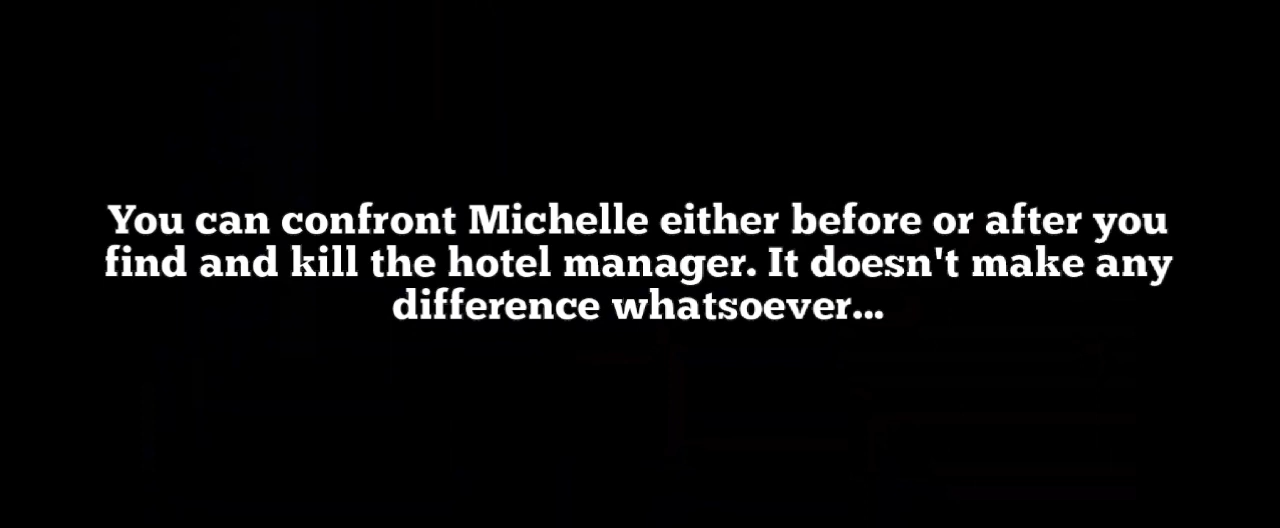 You can confront Michelle either before or after you
find and kill the hotel manager. It doesn't make any
difference whatsoever...